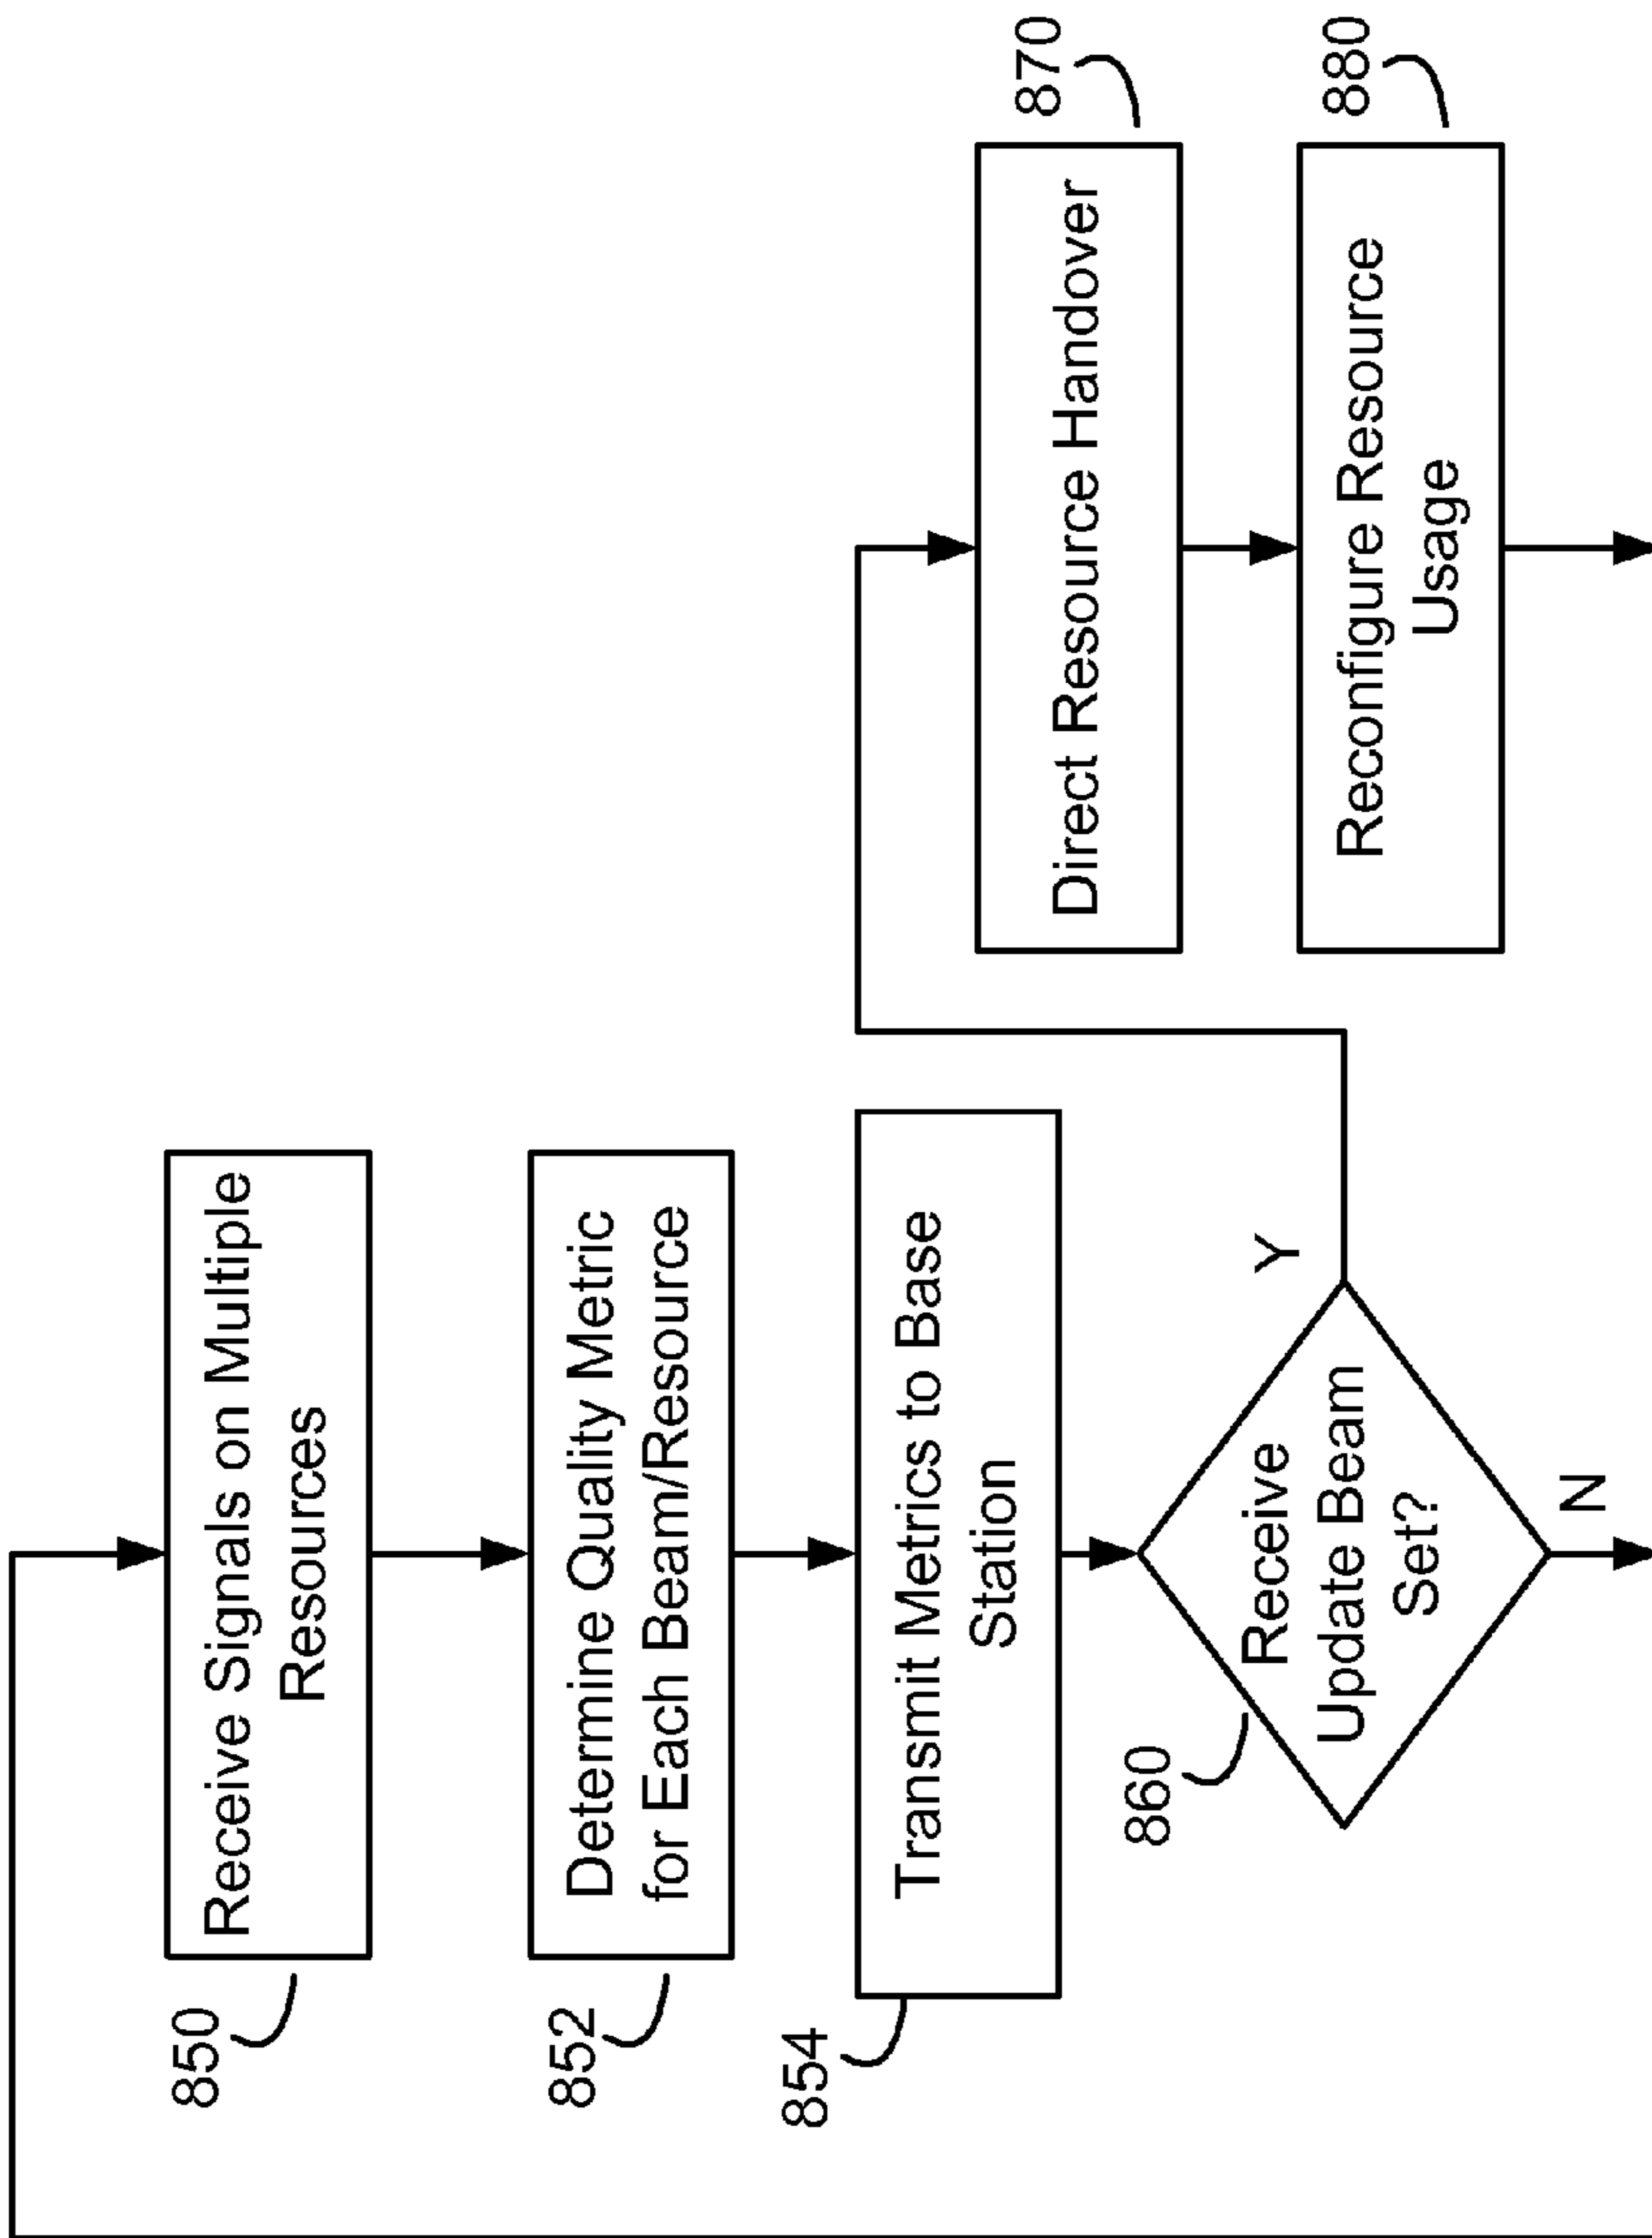 850
Receive Signals on Multiple
Resources
852
Determine Quality Metric
for Each Beam/Resource
854
Transmit Metrics to Base
Station
860
Receive
Update Beam
Set?
Y
N
870
Direct Resource Handover
880
Reconfigure Resource
Usage